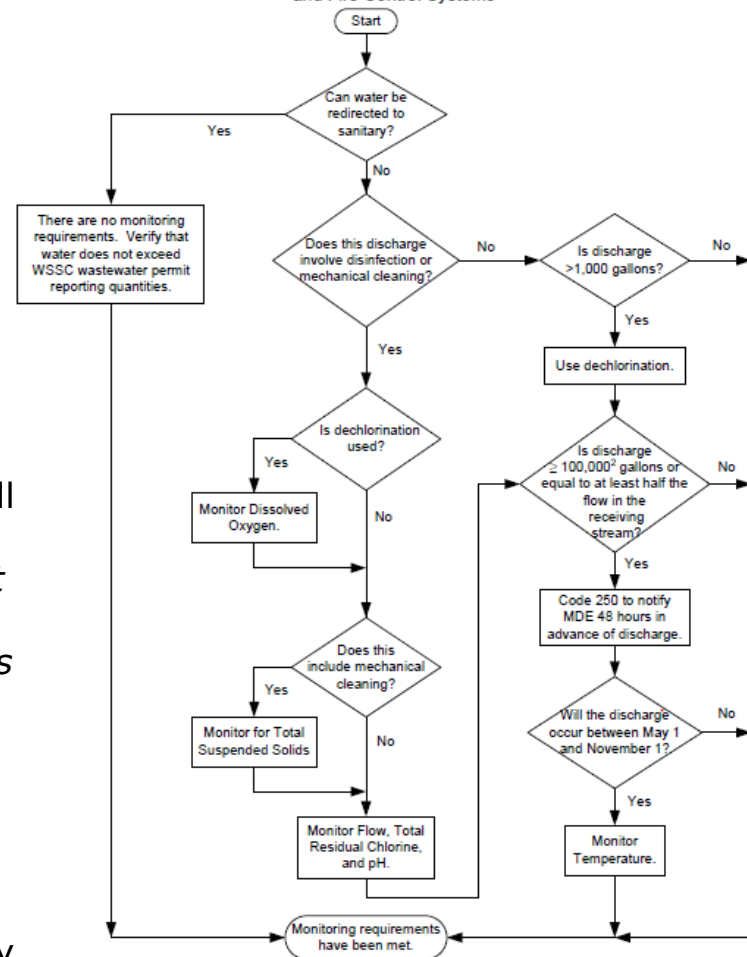 and Fire Control Systems
Start
Can water be
redirected to
sanitary?
Yes
No
There are no monitoring
requirements. Verify that
water does not exceed
WSSC wastewater permit
reporting quantities.
Does this discharge
involve disinfection or
mechanical cleaning?
No
Is discharge
>1,000 gallons?
No
Yes
Yes
Use dechlorination.
Is dechlorination
used?
Yes
No
Monitor Dissolved
Oxygen.
Is discharge
≥ 100,000² gallons or
equal to at least half the
flow in the
receiving
stream?
No
Yes
ll
t
s
Code 250 to notify
MDE 48 hours in
advance of discharge.
Does this
include mechanical
cleaning?
Yes
No
Monitor for Total
Suspended Solids
Will the discharge
occur between May 1
and November 1?
No
Yes
Monitor Flow, Total
Residual Chlorine,
and pH.
Monitor
Temperature.
Monitoring requirements
have been met.